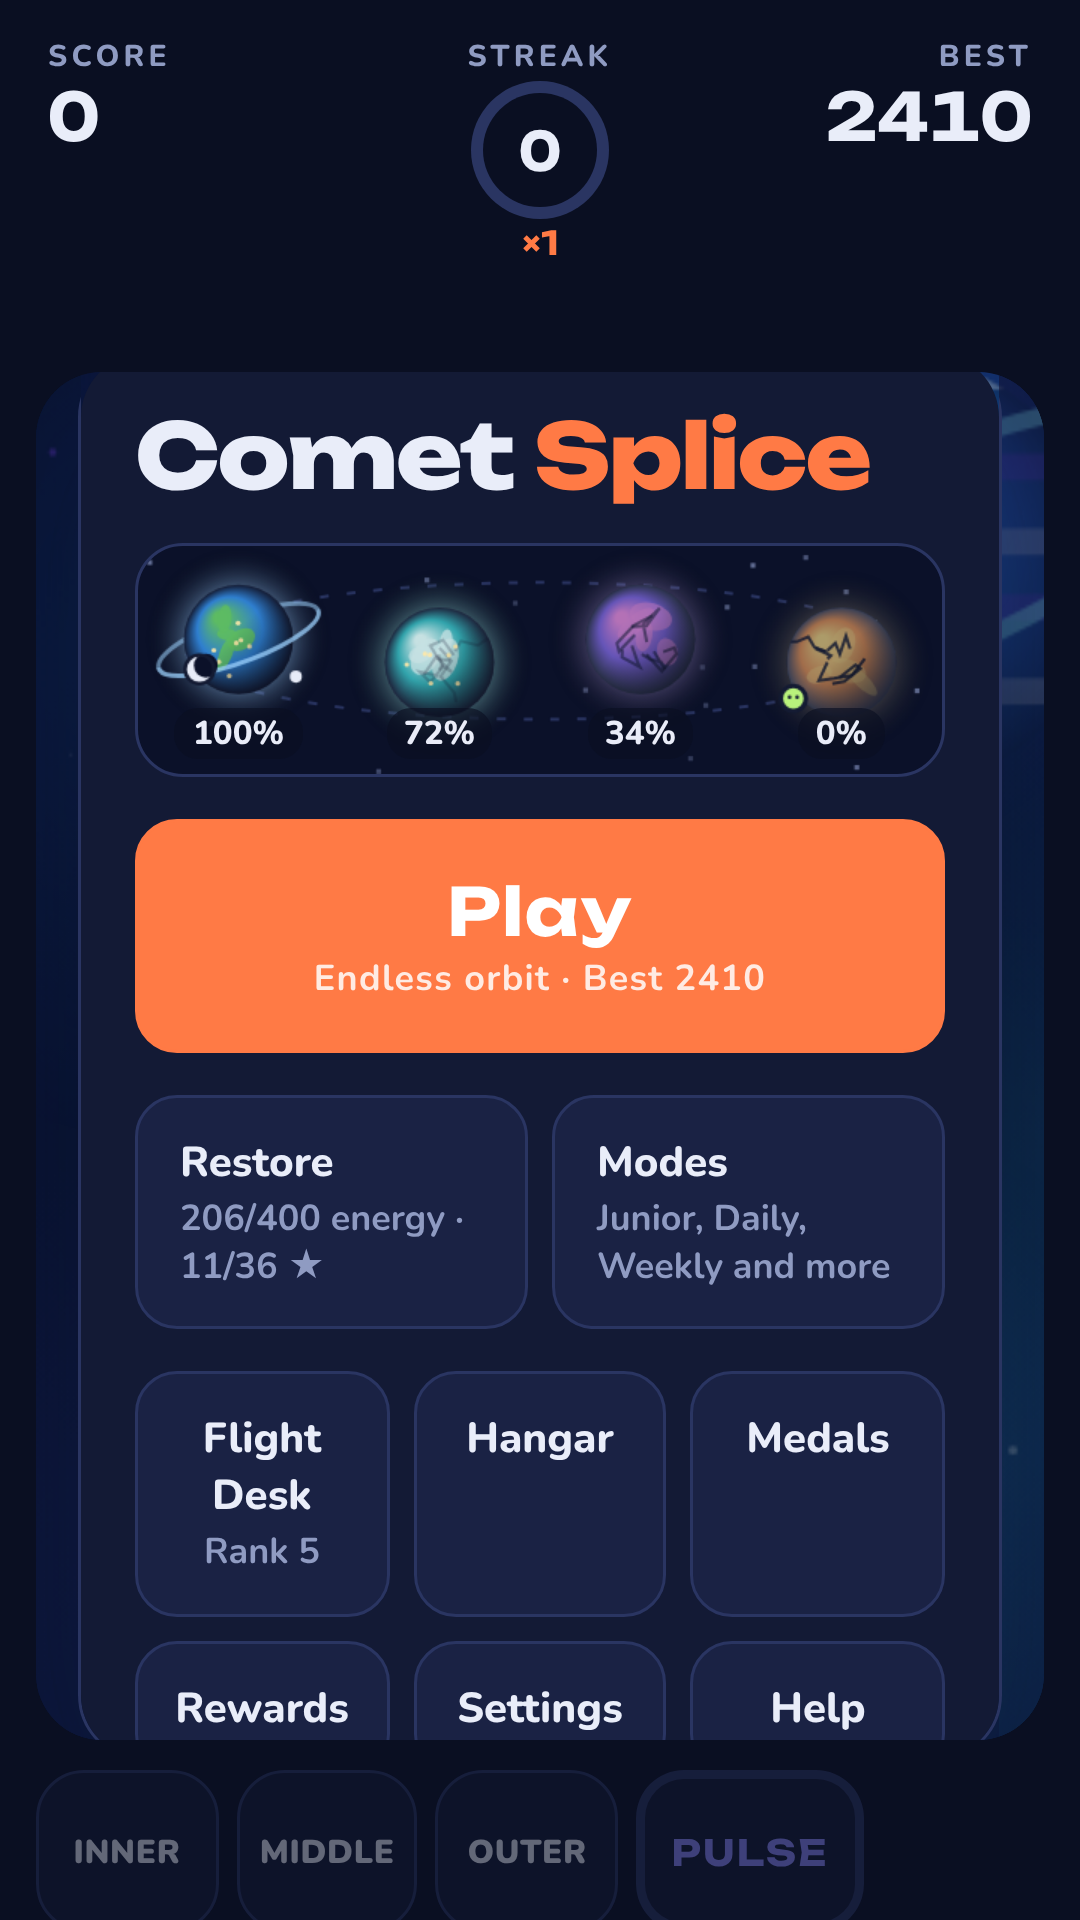 SCORE
0
STREAK
0
×1
BEST
2410
Comet Splice
100%
72%
34%
0%
Play
Endless orbit · Best 2410
Restore
206/400 energy ·
11/36 ★
Modes
Junior, Daily,
Weekly and more
Flight
Desk
Rank 5
Hangar
Medals
Rewards
Settings
Help
INNER
MIDDLE
OUTER
PULSE